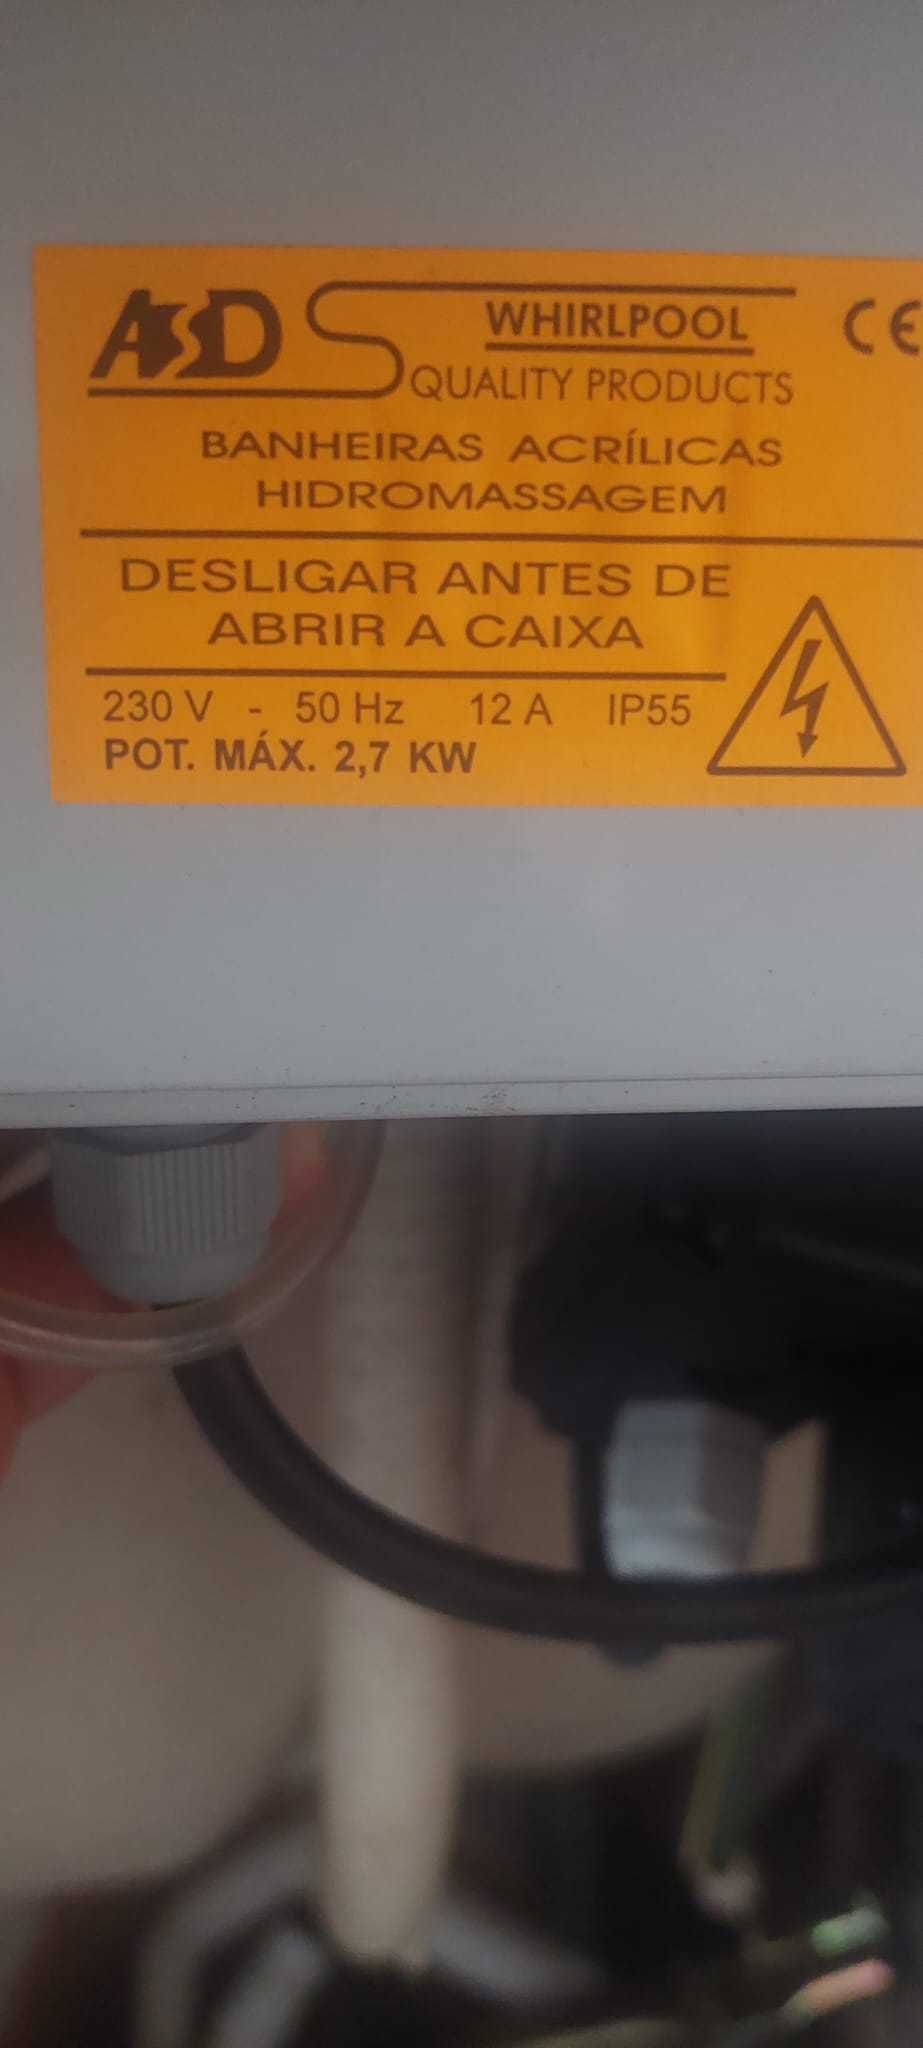 ASD
WHIRLPOOL
CE
QUALITY PRODUCTS
BANHEIRAS ACRÍLICAS
HIDROMASSAGEM
DESLIGAR ANTES DE
ABRIR A CAIXA
230 V - 50 Hz 12 A IP55
POT. MÁX. 2,7 KW